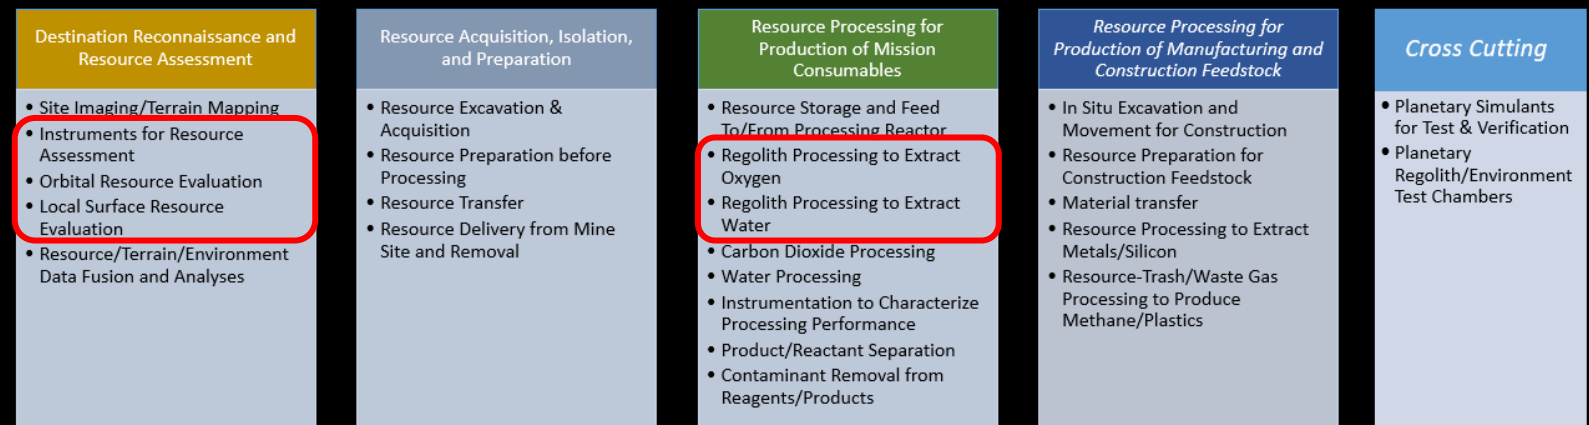 Destination Reconnaissance and
Resource Assessment
• Site Imaging/Terrain Mapping
• Instruments for Resource
Assessment
• Orbital Resource Evaluation
• Local Surface Resource
Evaluation
• Resource/Terrain/Environment
Data Fusion and Analyses
Resource Acquisition, Isolation,
and Preparation
• Resource Excavation &
Acquisition
• Resource Preparation before
Processing
• Resource Transfer
• Resource Delivery from Mine
Site and Removal
Resource Processing for
Production of Mission
Consumables
• Resource Storage and Feed
To/From Processing Reactor
• Regolith Processing to Extract
Oxygen
• Regolith Processing to Extract
Water
• Carbon Dioxide Processing
• Water Processing
• Instrumentation to Characterize
Processing Performance
• Product/Reactant Separation
• Contaminant Removal from
Reagents/Products
Resource Processing for
Production of Manufacturing and
Construction Feedstock
• In Situ Excavation and
Movement for Construction
• Resource Preparation for
Construction Feedstock
• Material transfer
• Resource Processing to Extract
Metals/Silicon
• Resource-Trash/Waste Gas
Processing to Produce
Methane/Plastics
Cross Cutting
• Planetary Simulants
for Test & Verification
• Planetary
Regolith/Environment
Test Chambers